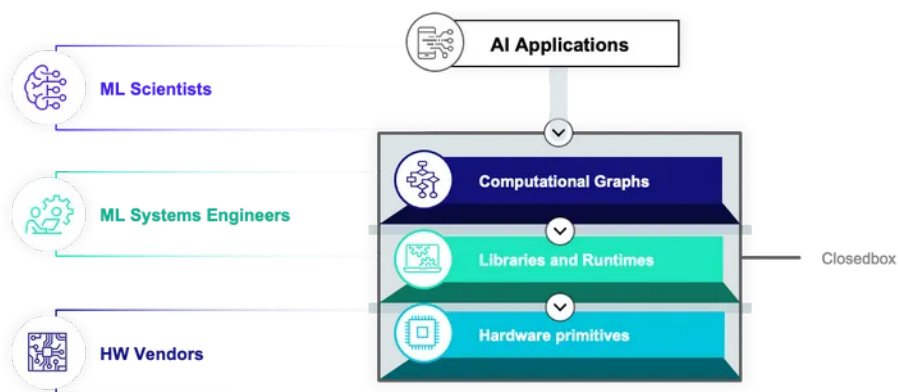 AI Applications
ML Scientists
Computational Graphs
ML Systems Engineers
Libraries and Runtimes
Closedbox
Hardware primitives
HW Vendors